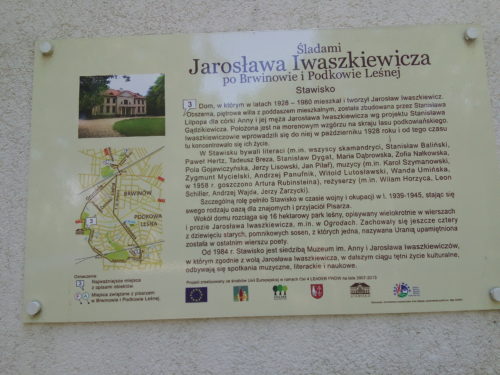 Śladami
Jarosława Iwaszkiewicza
po Brwinowie i Podkowie Leśnej
Stawisko
3 Dom, w którym w latach 1928 – 1980 mieszkał i tworzył Jarosław Iwaszkiewicz.
Obszerna, piętrowa willa z poddaszem mieszkalnym, została zbudowana przez Stanisława
Lilpopa dla córki Anny i jej męża Jarosława Iwaszkiewicza wg projektu Stanisława
Gądzikiewicza. Położona jest na morenowym wzgórzu na skraju lasu podkowiańskiego.
Iwaszkiewiczowie wprowadzili się do niej w październiku 1928 roku i od tego czasu
tu koncentrowało się ich życie.
W Stawisku bywali literaci (m.in. wszyscy skamandryci, Stanisław Baliński,
Paweł Hertz, Tadeusz Breza, Stanisław Dygat, Maria Dąbrowska, Zofia Nałkowska,
Pola Gojawiczyńska, Jerzy Lisowski, Jan Pilař), muzycy (m.in. Karol Szymanowski,
Zygmunt Mycielski, Andrzej Panufnik, Witold Lutosławski, Wanda Umińska,
w 1958 r. goszczono Artura Rubinsteina), reżyserzy (m.in. Wilam Horzyca, Leon
Schiller, Andrzej Wajda, Jerzy Zarzycki).
Szczególną rolę pełniło Stawisko w czasie wojny i okupacji w l. 1939-1945, stając się
swego rodzaju oazą dla znajomych i przyjaciół Pisarza.
Wokół domu rozciąga się 16 hektarowy park leśny, opisywany wielokrotnie w wierszach
i prozie Jarosława Iwaszkiewicza, m.in. w Ogrodach. Zachowały się jeszcze cztery
z dziewięciu starych, pomnikowych sosen, z których jedna, nazywana Uranią upamiętniona
została w ostatnim wierszu poety.
Od 1984 r. Stawisko jest siedzibą Muzeum im. Anny i Jarosława Iwaszkiewiczów,
w którym zgodnie z wolą Jarosława Iwaszkiewicza, w dalszym ciągu tętni życie kulturalne,
odbywają się spotkania muzyczne, literackie i naukowe.
BRWINÓW
PODKOWA
LEŚNA
3
Oznaczenia:
Najważniejsze miejsca
z opisami obiektów.
Miejsca związane z pisarzem
w Brwinowie i Podkowie Leśnej.